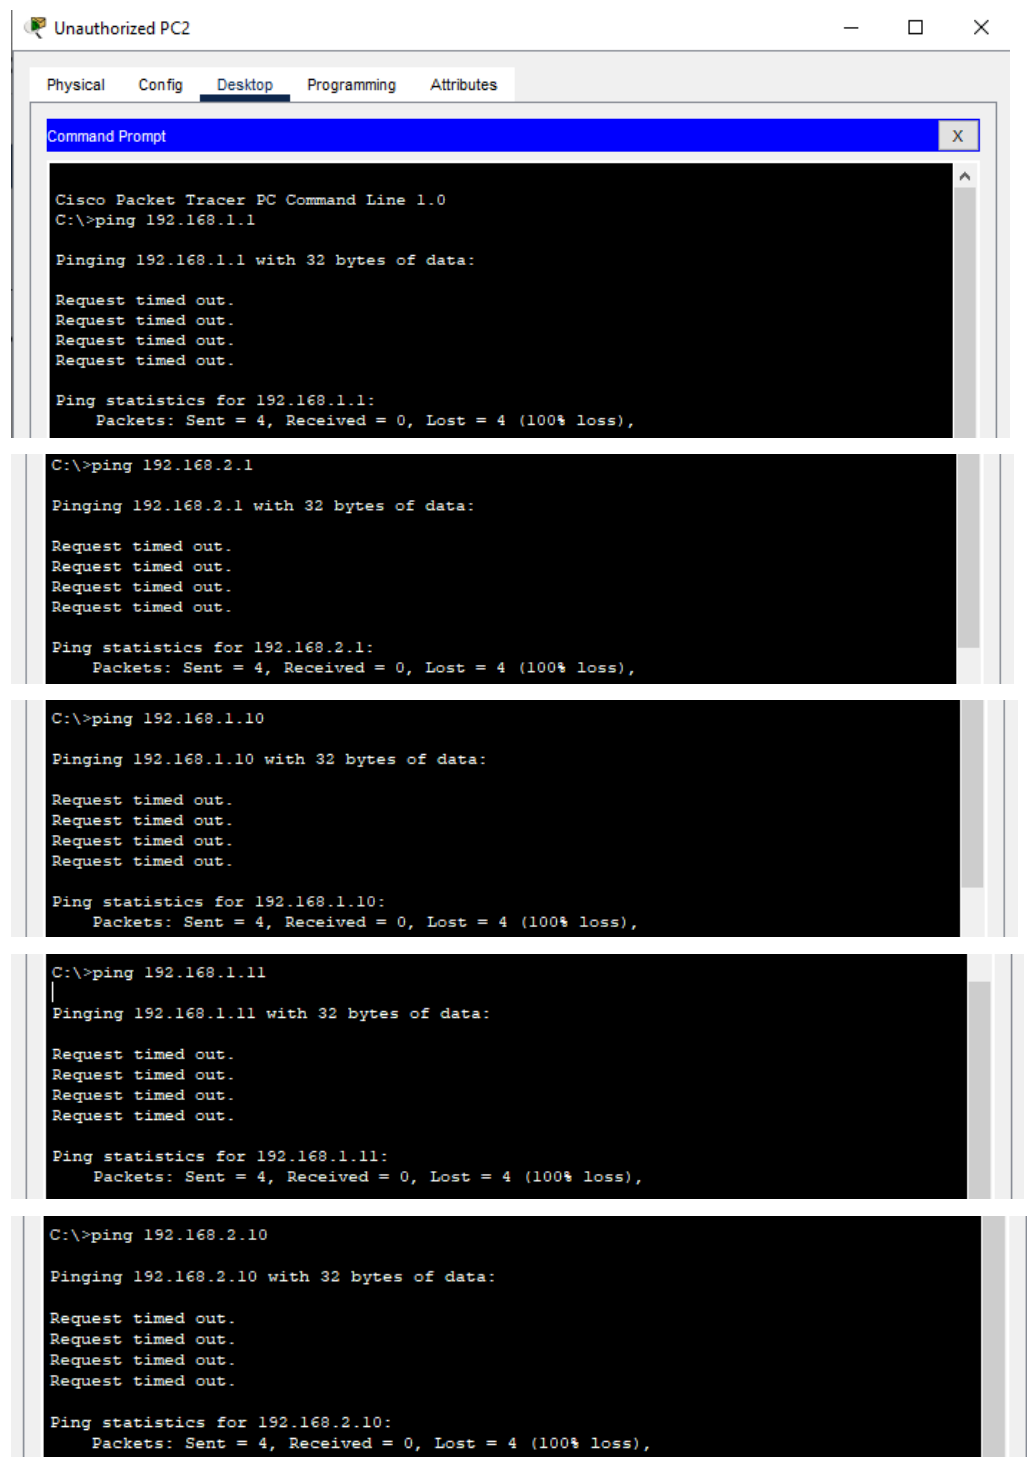 Unauthorized PC2
Physical Config Desktop Programming Attributes
Command Prompt X
Cisco Packet Tracer PC Command Line 1.0
C:\>ping 192.168.1.1
Pinging 192.168.1.1 with 32 bytes of data:
Request timed out.
Request timed out.
Request timed out.
Request timed out.
Ping statistics for 192.168.1.1:
Packets: Sent = 4, Received = 0, Lost = 4 (100% loss),
C:\>ping 192.168.2.1
Pinging 192.168.2.1 with 32 bytes of data:
Request timed out.
Request timed out.
Request timed out.
Request timed out.
Ping statistics for 192.168.2.1:
Packets: Sent = 4, Received = 0, Lost = 4 (100% loss),
C:\>ping 192.168.1.10
Pinging 192.168.1.10 with 32 bytes of data:
Request timed out.
Request timed out.
Request timed out.
Request timed out.
Ping statistics for 192.168.1.10:
Packets: Sent = 4, Received = 0, Lost = 4 (100% loss),
C:\>ping 192.168.1.11
Pinging 192.168.1.11 with 32 bytes of data:
Request timed out.
Request timed out.
Request timed out.
Request timed out.
Ping statistics for 192.168.1.11:
Packets: Sent = 4, Received = 0, Lost = 4 (100% loss),
C:\>ping 192.168.2.10
Pinging 192.168.2.10 with 32 bytes of data:
Request timed out.
Request timed out.
Request timed out.
Request timed out.
Ping statistics for 192.168.2.10:
Packets: Sent = 4, Received = 0, Lost = 4 (100% loss),